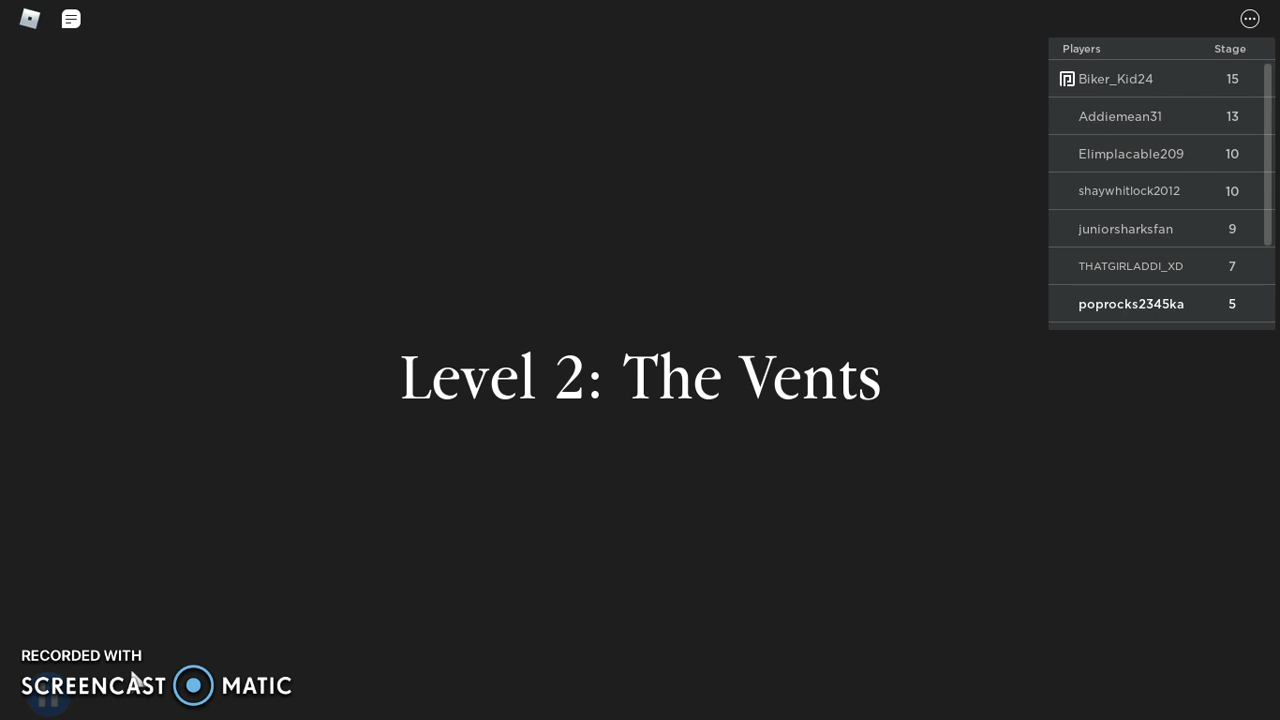 Players Stage
Biker_Kid24 15
Addiemean31 13
Elimplacable209 10
shaywhitlock2012 10
juniorsharksfan 9
THATGIRLADDI_XD 7
poprocks2345ka 5
Level 2: The Vents
RECORDED WITH
SCREENCAST MATIC